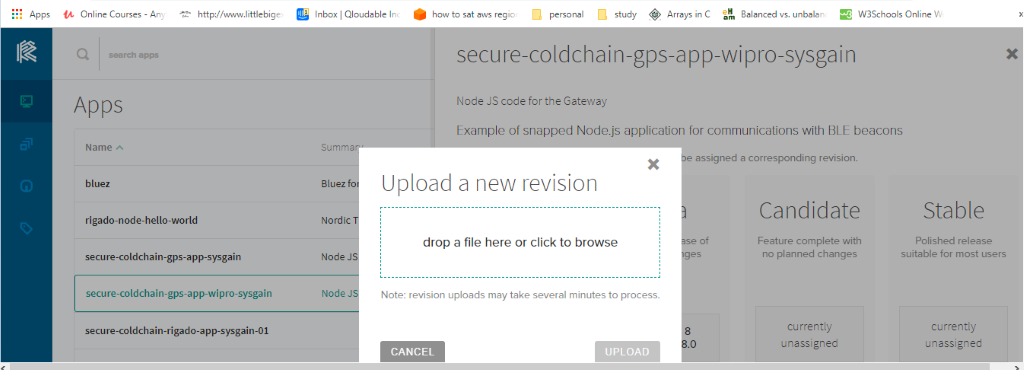 Apps
Online Courses - Any
http://www.littlebige
Inbox | Qloudable Inc
how to sat aws regio
personal
study
Arrays in C
Balanced vs. unbalan
W3Schools Online W
search apps
Apps
Name
Summary
bluez
Bluez for
rigado-node-hello-world
Nordic T
secure-coldchain-gps-app-sysgain
Node JS
secure-coldchain-gps-app-wipro-sysgain
Node JS
secure-coldchain-rigado-app-sysgain-01
secure-coldchain-gps-app-wipro-sysgain
Node JS code for the Gateway
Example of snapped Node.js application for communications with BLE beacons
be assigned a corresponding revision.
a
ase of
nges
8
8.0
Candidate
Feature complete with
no planned changes
currently
unassigned
Stable
Polished release
suitable for most users
currently
unassigned
Upload a new revision
drop a file here or click to browse
Note: revision uploads may take several minutes to process.
CANCEL
UPLOAD